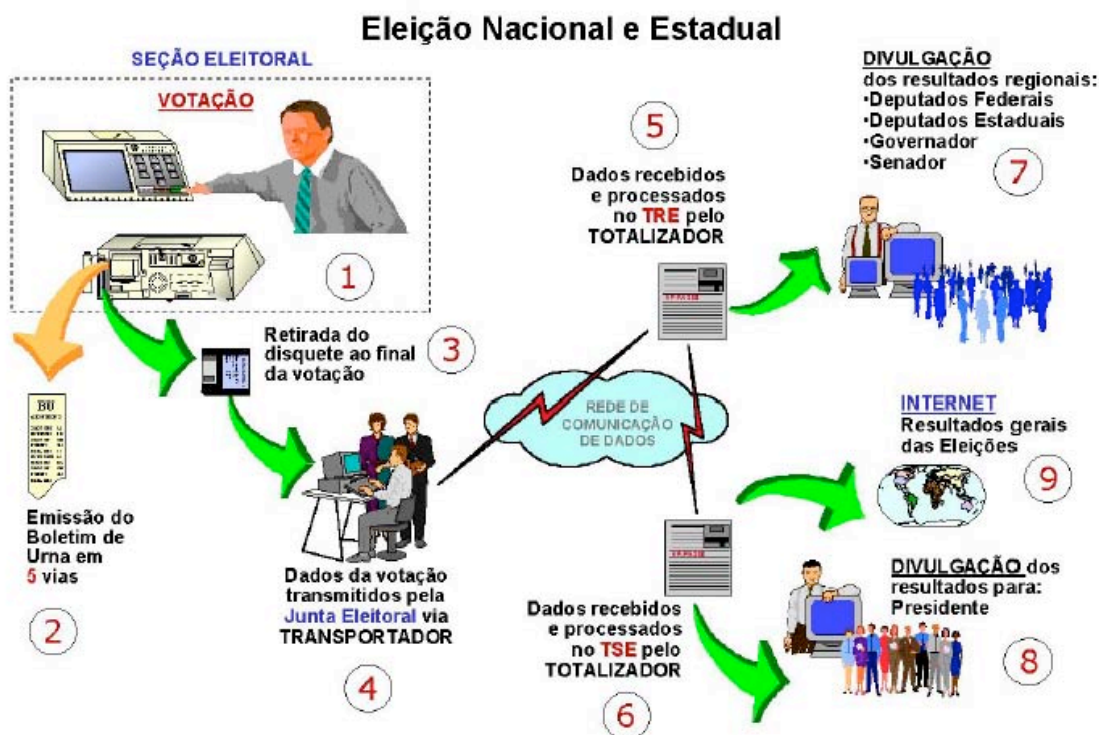 Eleição Nacional e Estadual
SEÇÃO ELEITORAL
VOTAÇÃO
1
BU
Emissão do
Boletim de
Urna em
5 vias
2
Retirada do
disquete ao final
da votação
3
Dados da votação
transmitidos pela
Junta Eleitoral via
TRANSPORTADOR
4
REDE DE
COMUNICAÇÃO
DE DADOS
5
Dados recebidos
e processados
no TRE pelo
TOTALIZADOR
Dados recebidos
e processados
no TSE pelo
TOTALIZADOR
6
DIVULGAÇÃO
dos resultados regionais:
•Deputados Federais
•Deputados Estaduais
•Governador
•Senador
7
INTERNET
Resultados gerais
das Eleições
9
DIVULGAÇÃO dos
resultados para:
Presidente
8